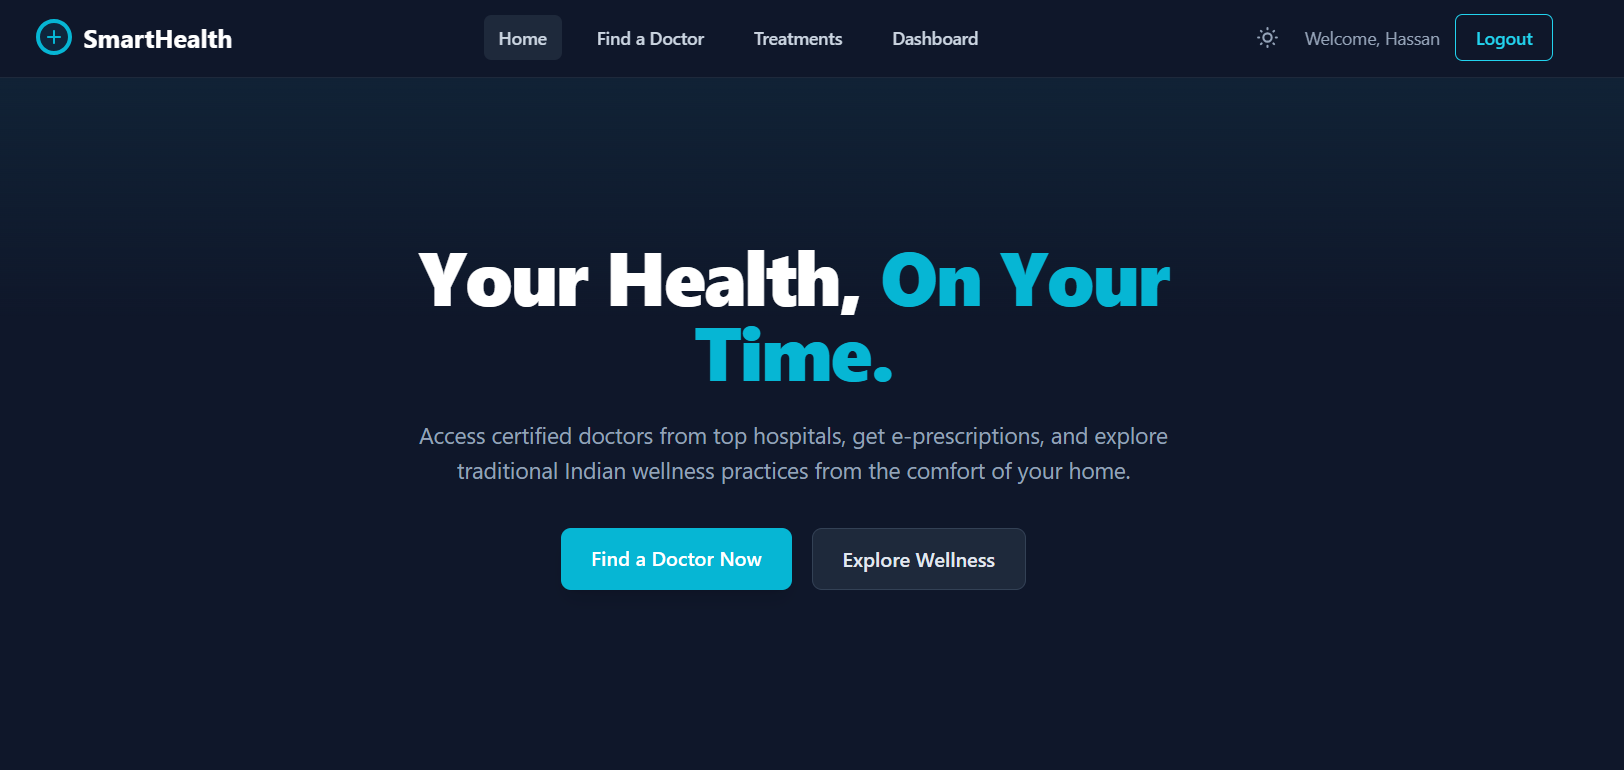 SmartHealth
Home
Find a Doctor
Treatments
Dashboard
Welcome, Hassan
Logout
Your Health, On Your
Time.
Access certified doctors from top hospitals, get e-prescriptions, and explore
traditional Indian wellness practices from the comfort of your home.
Find a Doctor Now
Explore Wellness